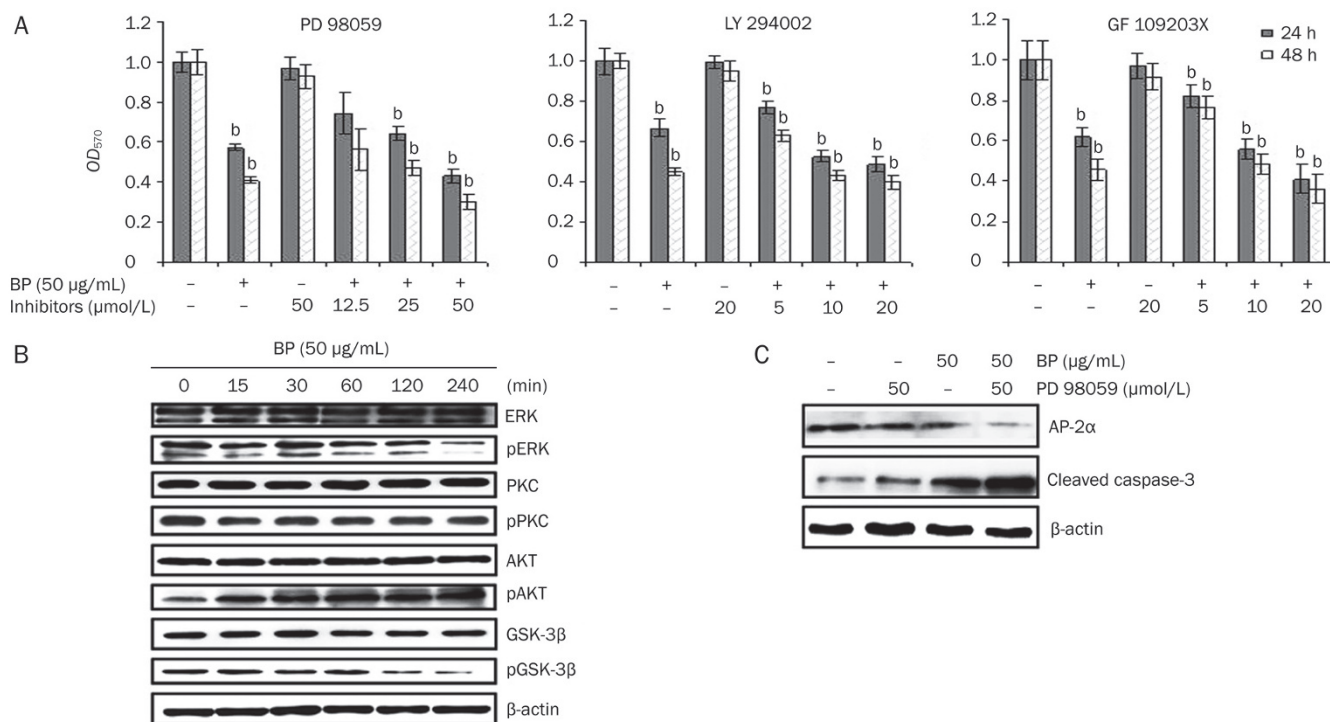 A
PD 98059
LY 294002
GF 109203X
24 h
48 h
OD570
1.2
1.0
0.8
0.6
0.4
0.2
0
b b b b b b
1.2
1.0
0.8
0.6
0.4
0.2
0
b b b b b b b b
1.2
1.0
0.8
0.6
0.4
0.2
0
b b b b b b b b
BP (50 μg/mL) – + – + + + – + – + + + – + – + + +
Inhibitors (μmol/L) – – 50 12.5 25 50 – – 20 5 10 20 – – 20 5 10 20
B
BP (50 μg/mL)
0 15 30 60 120 240 (min)
ERK
pERK
PKC
pPKC
AKT
pAKT
GSK-3β
pGSK-3β
β-actin
C
– – 50 50 BP (μg/mL)
– 50 – 50 PD 98059 (μmol/L)
AP-2α
Cleaved caspase-3
β-actin